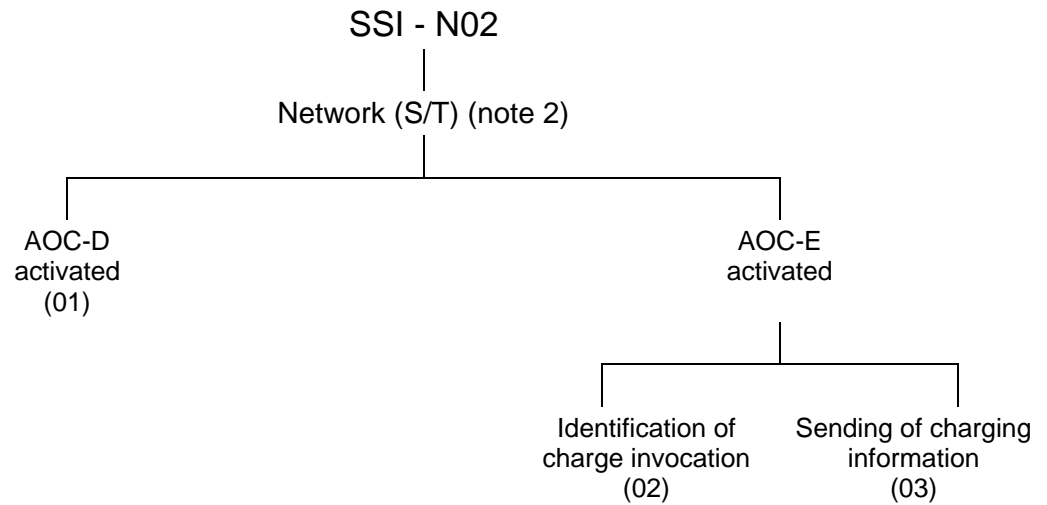 SSI - N02
Network (S/T) (note 2)
AOC-D
activated
(01)
AOC-E
activated
Identification of
charge invocation
(02)
Sending of charging
information
(03)